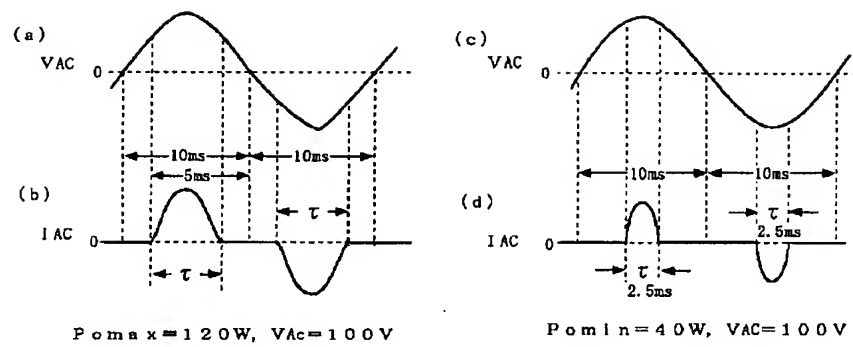 (a)
VAC 0
10ms 10ms
5ms
(b)
τ
IAC 0
τ
Pomax=120W, VAc=100V
(c)
VAC 0
10ms 10ms
(d)
τ
2.5ms
IAC 0
τ
2.5ms
Pomin=40W, VAC=100V